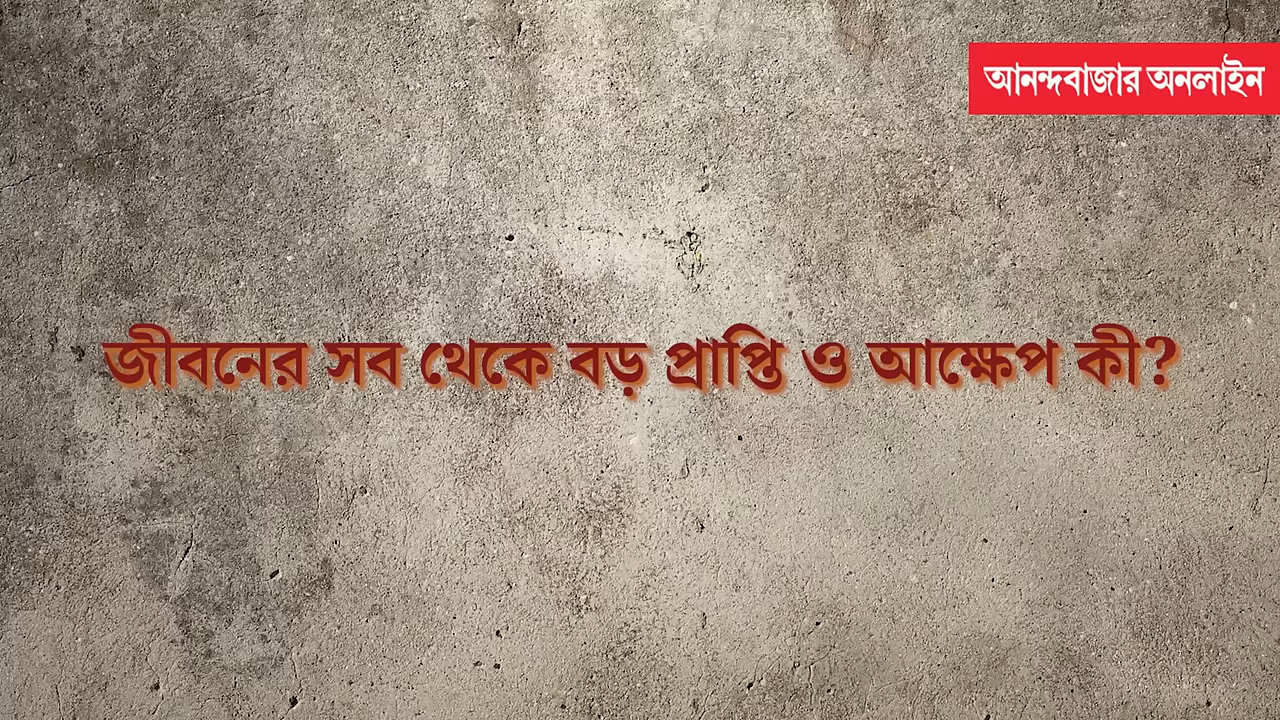 আনন্দবাজার অনলাইন
জীবনের সব থেকে বড় প্রাপ্তি ও আক্ষেপ কী?